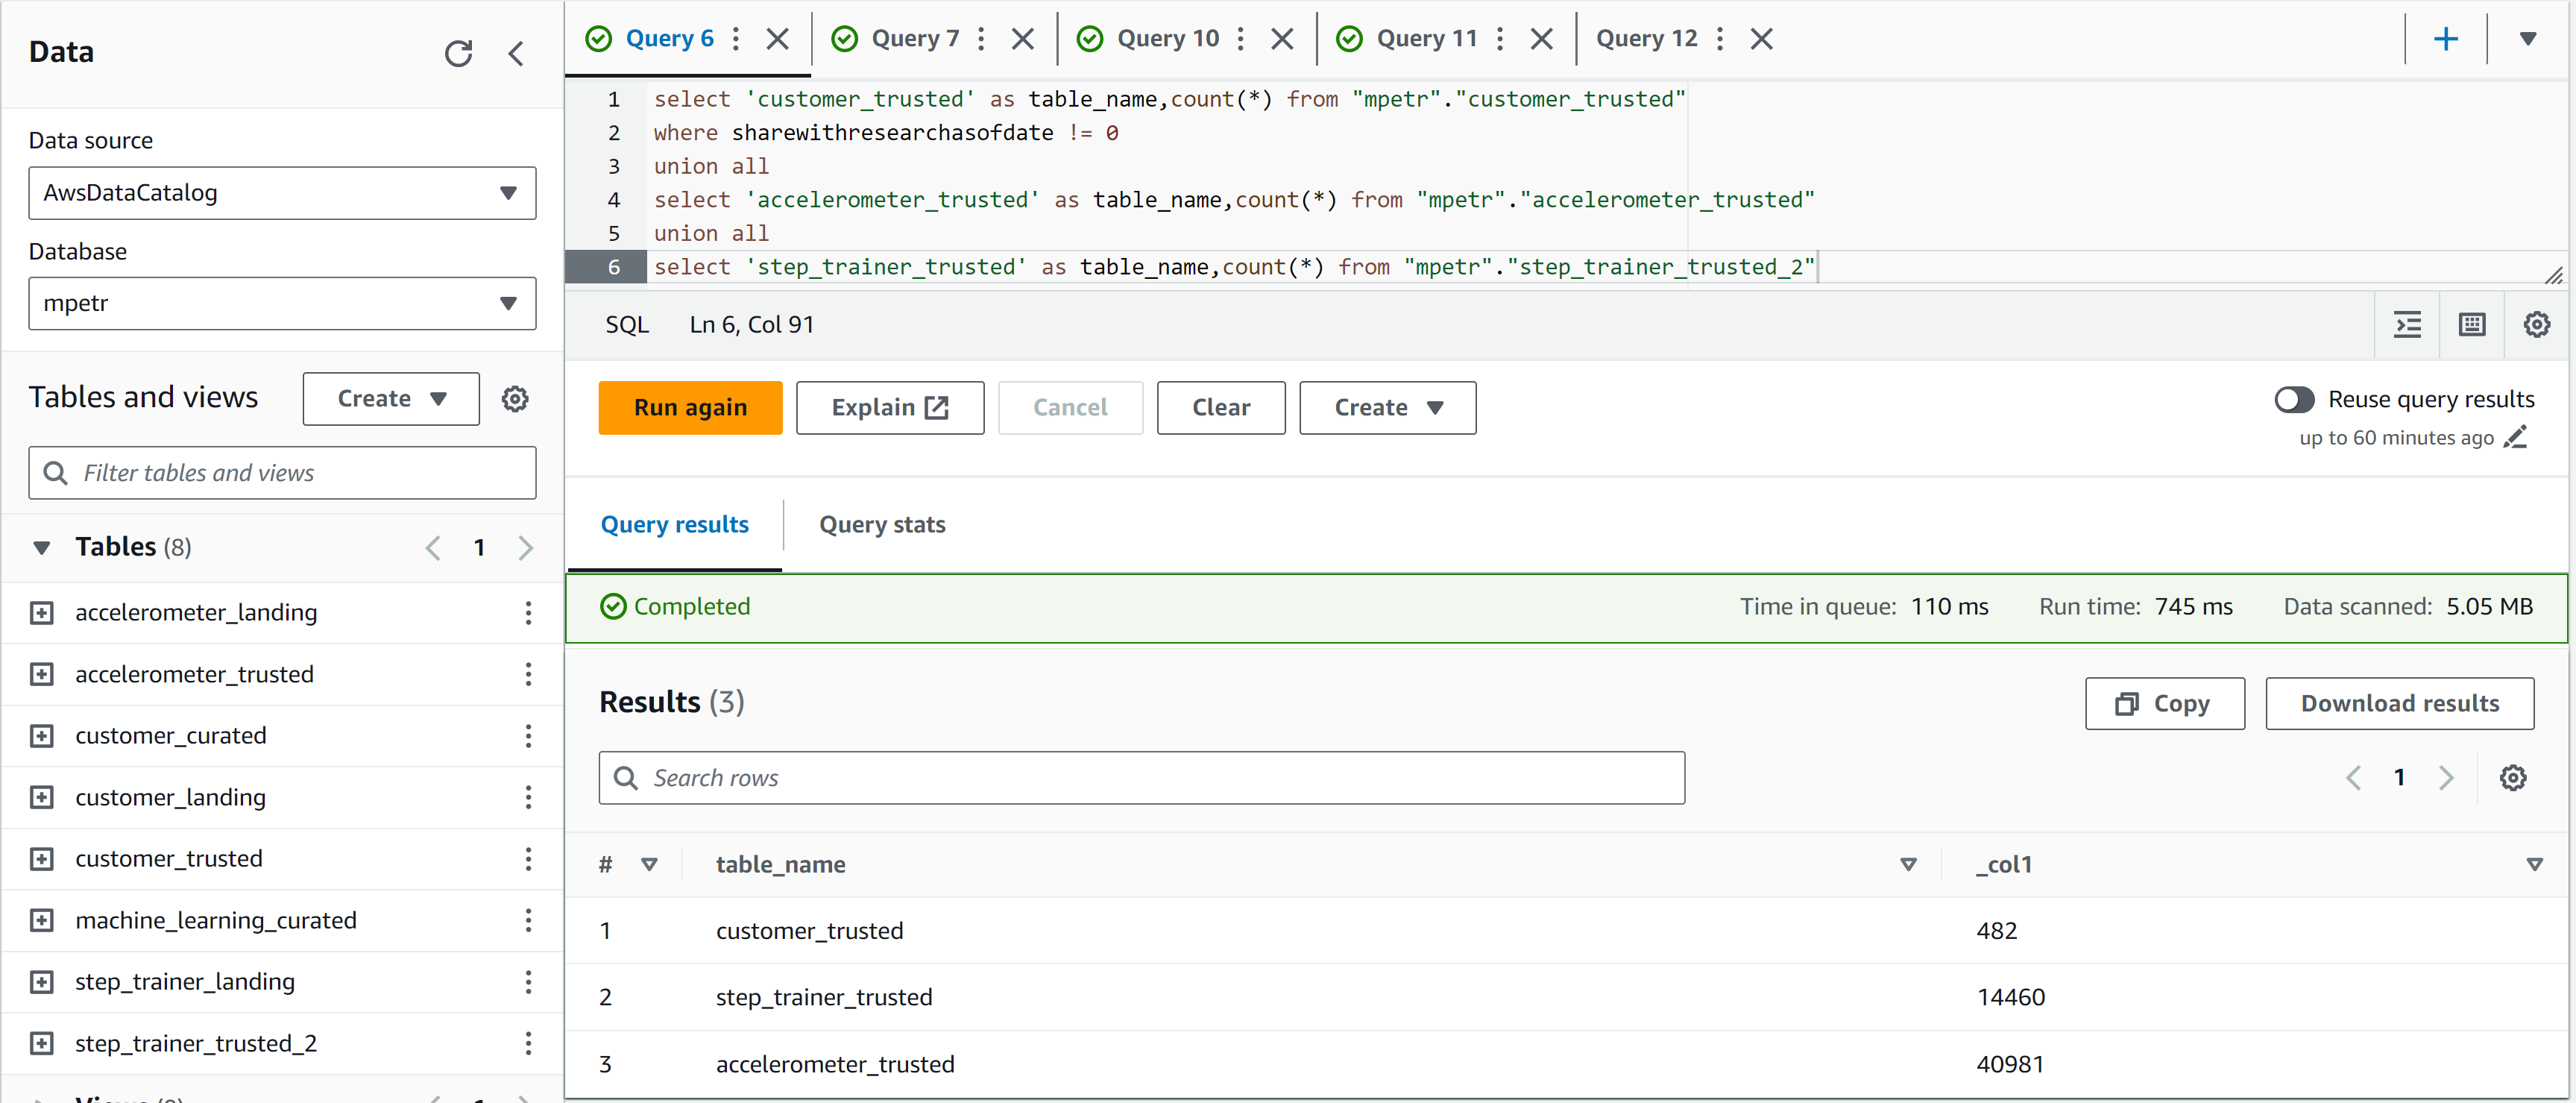 Data
Data source
AwsDataCatalog
Database
mpetr
Tables and views
Create
Filter tables and views
Tables (8)
1
accelerometer_landing
accelerometer_trusted
customer_curated
customer_landing
customer_trusted
machine_learning_curated
step_trainer_landing
step_trainer_trusted_2
Query 6
Query 7
Query 10
Query 11
Query 12
1 select 'customer_trusted' as table_name,count(*) from "mpetr"."customer_trusted"
2 where sharewithresearchasofdate != 0
3 union all
4 select 'accelerometer_trusted' as table_name,count(*) from "mpetr"."accelerometer_trusted"
5 union all
6 select 'step_trainer_trusted' as table_name,count(*) from "mpetr"."step_trainer_trusted_2"
SQL Ln 6, Col 91
Run again Explain Cancel Clear Create
Reuse query results
up to 60 minutes ago
Query results Query stats
Completed Time in queue: 110 ms Run time: 745 ms Data scanned: 5.05 MB
Results (3)
Copy Download results
Search rows
1
# table_name _col1
1 customer_trusted 482
2 step_trainer_trusted 14460
3 accelerometer_trusted 40981